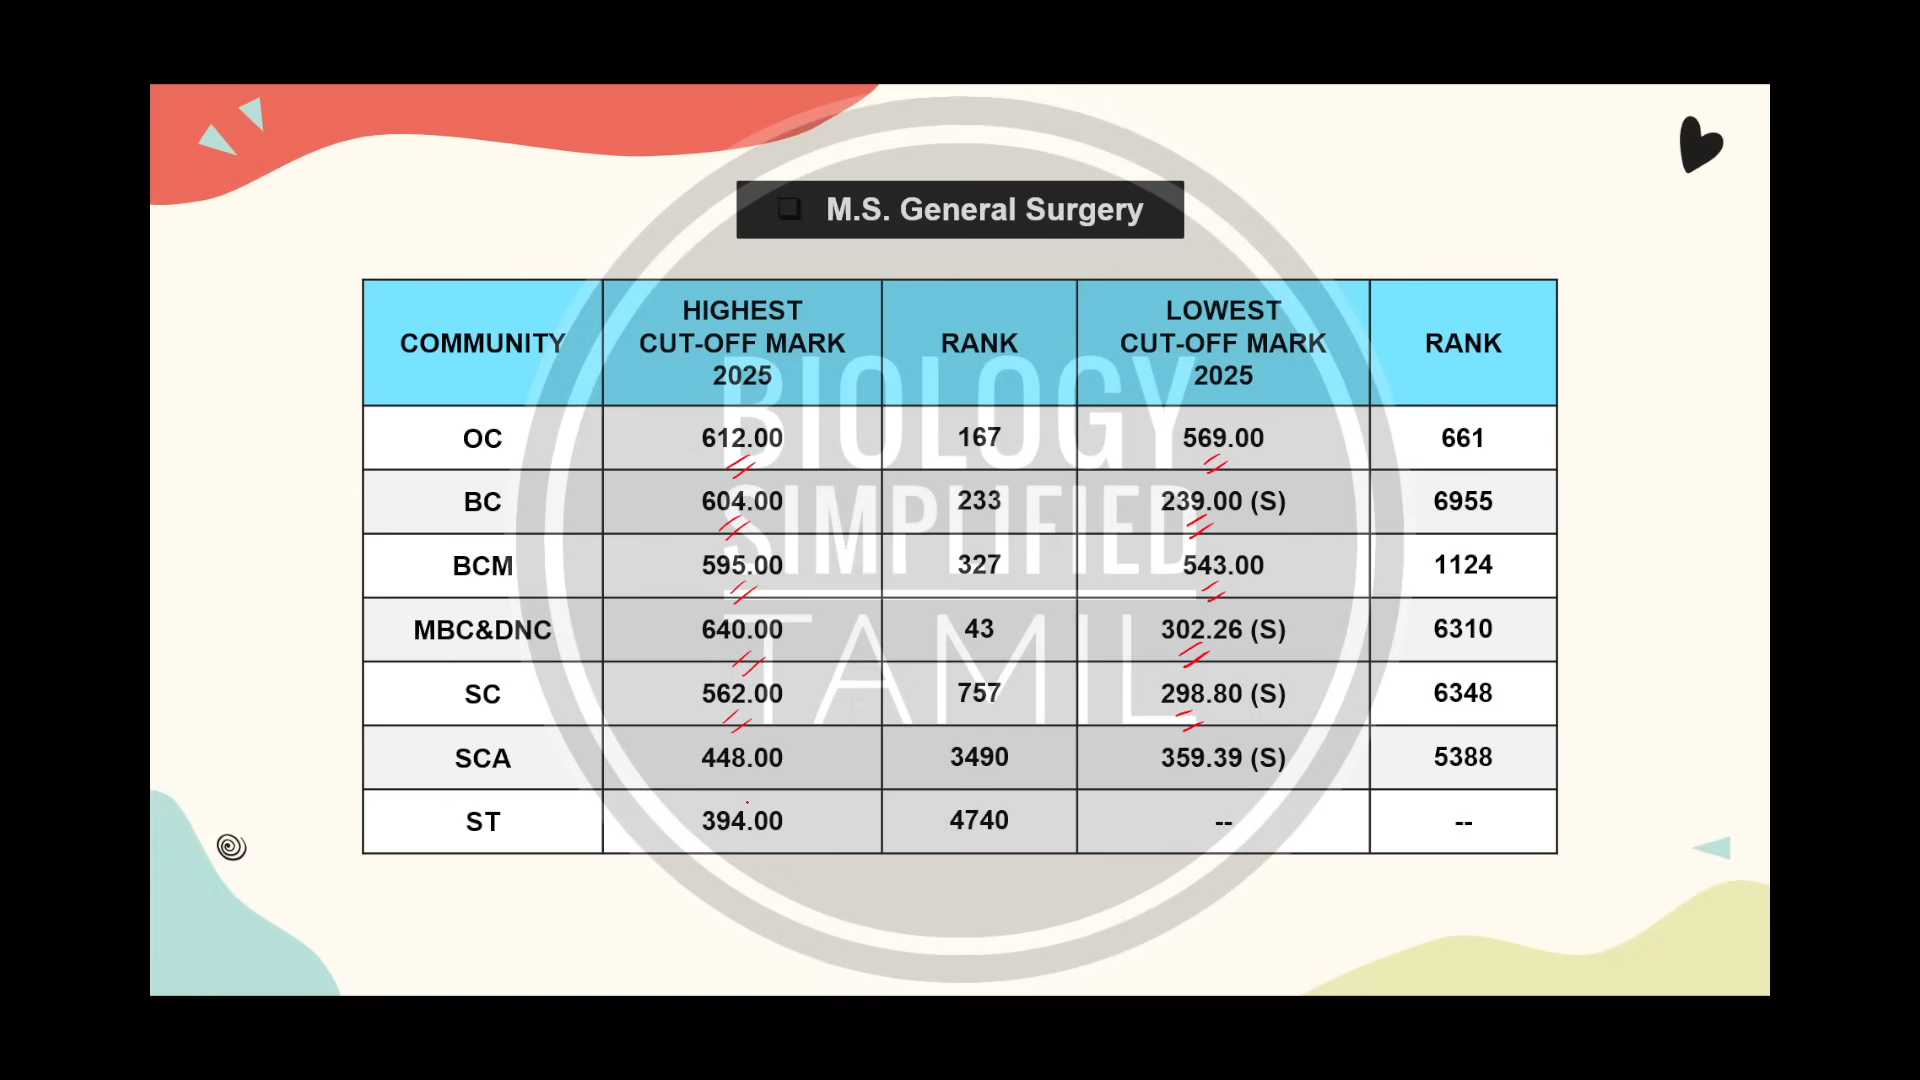 M.S. General Surgery
COMMUNITY HIGHEST CUT-OFF MARK 2025 RANK LOWEST CUT-OFF MARK 2025 RANK
OC 612.00 167 569.00 661
BC 604.00 233 239.00 (S) 6955
BCM 595.00 327 543.00 1124
MBC&DNC 640.00 43 302.26 (S) 6310
SC 562.00 757 298.80 (S) 6348
SCA 448.00 3490 359.39 (S) 5388
ST 394.00 4740 -- --
BIOLOGY
SIMPLIFIED
TAMIL